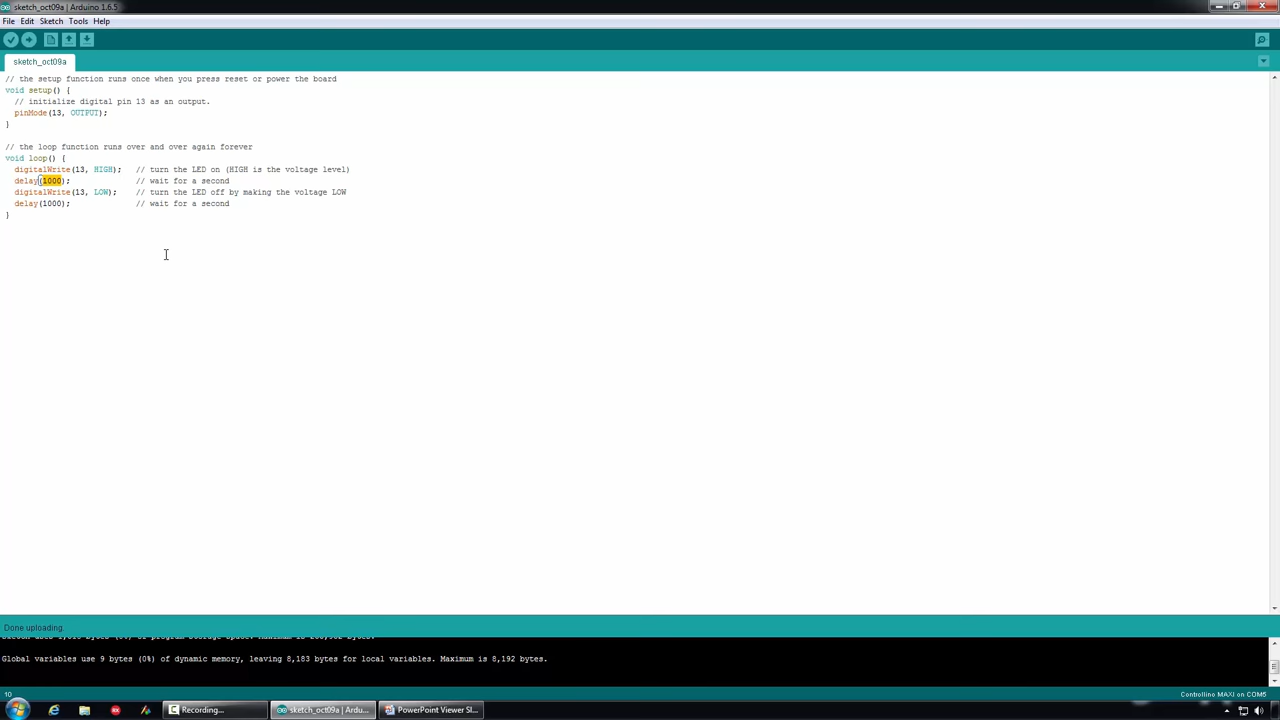 sketch_oct09a | Arduino 1.6.5
File Edit Sketch Tools Help
sketch_oct09a
// the setup function runs once when you press reset or power the board
void setup() {
// initialize digital pin 13 as an output.
pinMode(13, OUTPUT);
}
// the loop function runs over and over again forever
void loop() {
digitalWrite(13, HIGH); // turn the LED on (HIGH is the voltage level)
delay(1000); // wait for a second
digitalWrite(13, LOW); // turn the LED off by making the voltage LOW
delay(1000); // wait for a second
}
Done uploading.
Global variables use 9 bytes (0%) of dynamic memory, leaving 8,183 bytes for local variables. Maximum is 8,192 bytes.
10 Controllino MAXI on COM5
Recording... sketch_oct09a | Ardu... PowerPoint Viewer Sl...